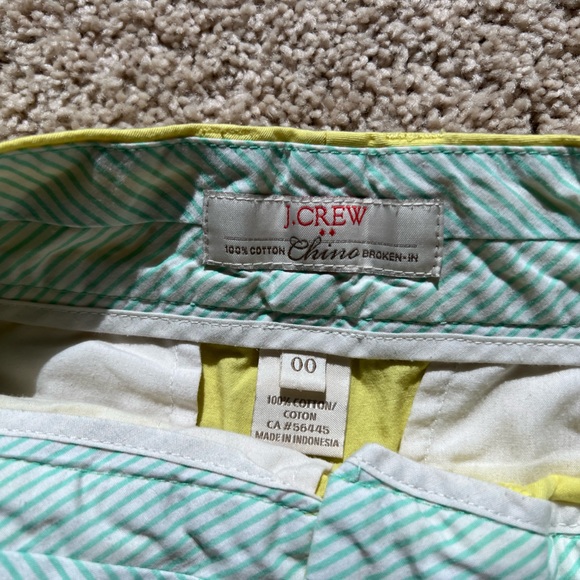 J.CREW
100% COTTON Chino BROKEN-IN
00
100% COTTON/
COTON
CA # 56445
MADE IN INDONESIA